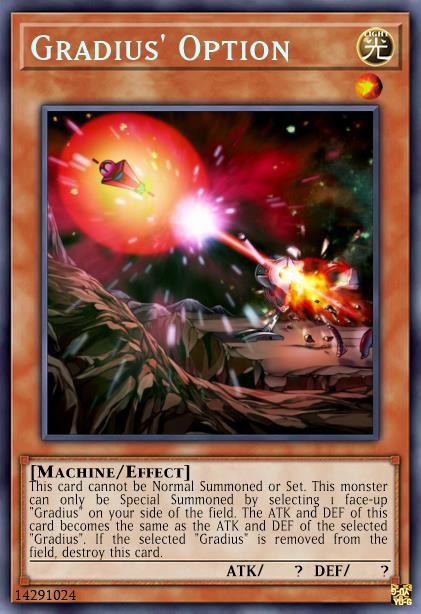 GRADIUS' OPTION
LIGHT
光
[MACHINE/EFFECT]
This card cannot be Normal Summoned or Set. This monster
can only be Special Summoned by selecting 1 face-up
"Gradius" on your side of the field. The ATK and DEF of this
card becomes the same as the ATK and DEF of the selected
"Gradius". If the selected "Gradius" is removed from the
field, destroy this card.
ATK/ ? DEF/ ?
14291024